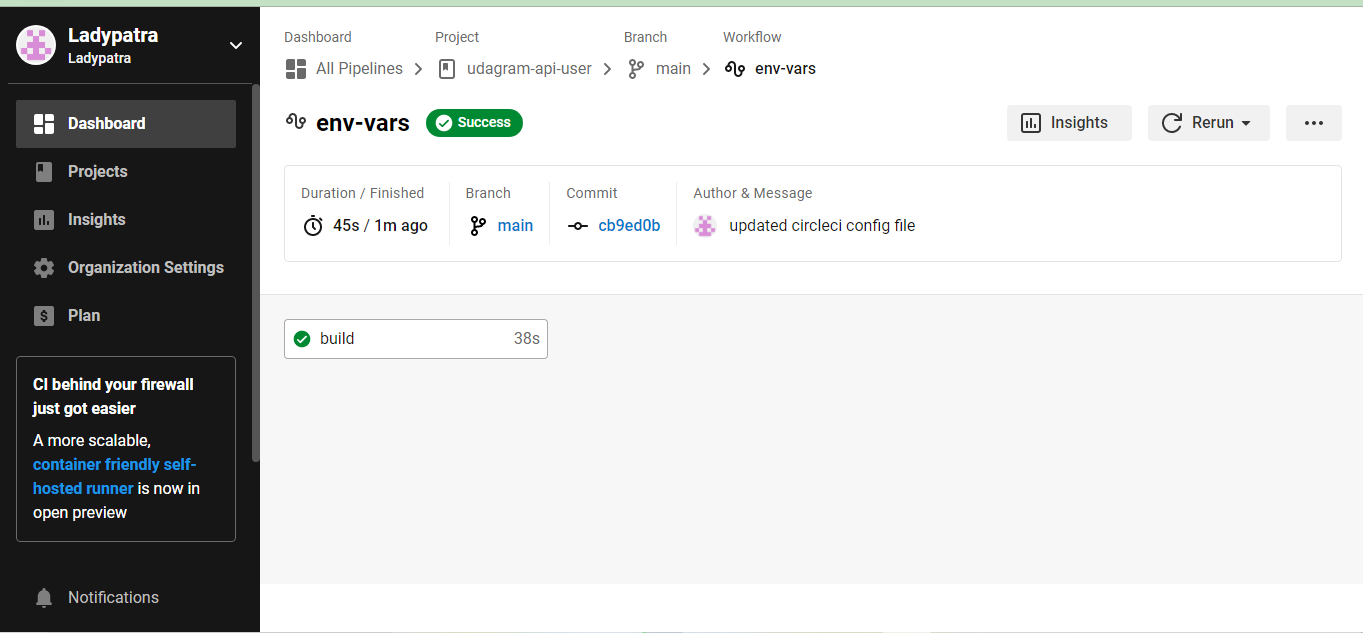 Ladypatra
Ladypatra
Dashboard
Projects
Insights
Organization Settings
Plan
CI behind your firewall
just got easier
A more scalable,
container friendly self-
hosted runner is now in
open preview
Notifications
Dashboard Project Branch Workflow
All Pipelines udagram-api-user main env-vars
env-vars Success Insights Rerun
Duration / Finished Branch Commit Author & Message
45s / 1m ago main cb9ed0b updated circleci config file
build 38s